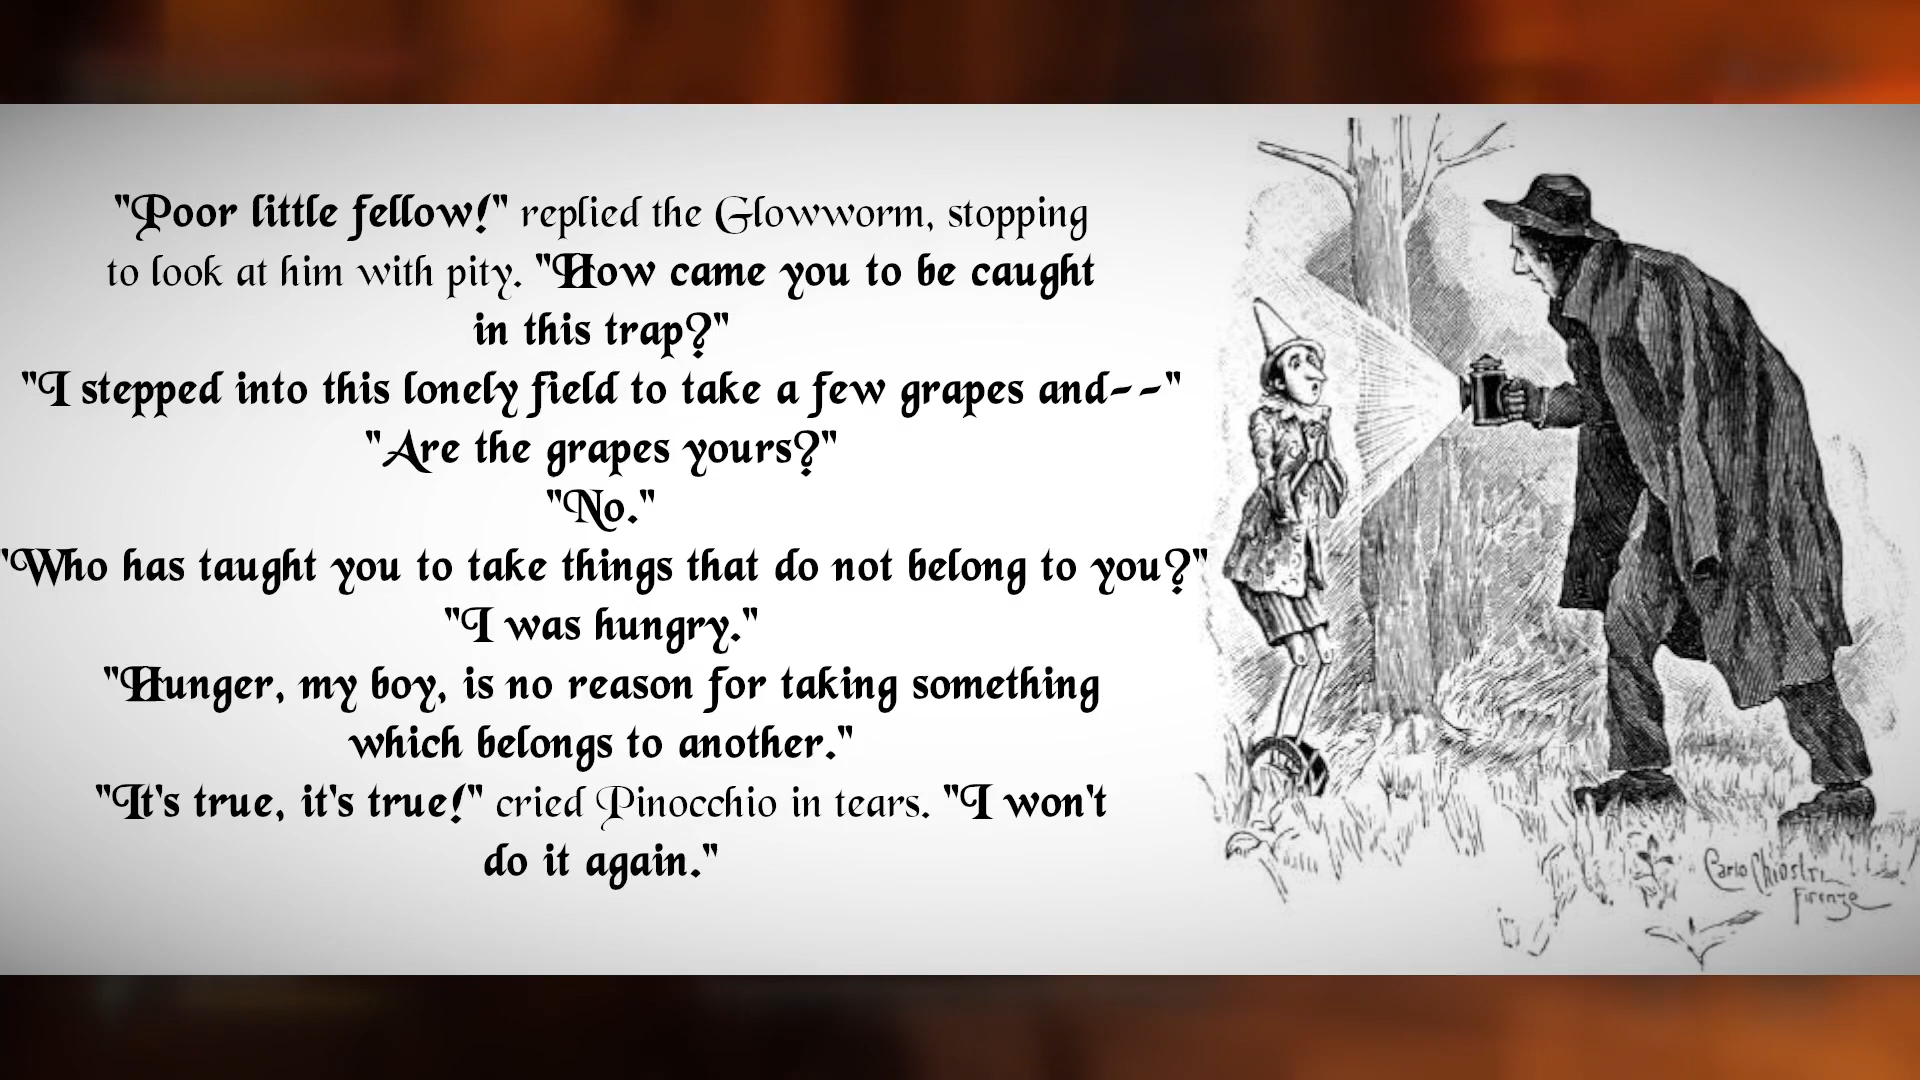 "Poor little fellow!" replied the Glowworm, stopping
to look at him with pity. "How came you to be caught
in this trap?"
"I stepped into this lonely field to take a few grapes and--"
"Are the grapes yours?"
"No."
"Who has taught you to take things that do not belong to you?"
"I was hungry."
"Hunger, my boy, is no reason for taking something
which belongs to another."
"It's true, it's true!" cried Pinocchio in tears. "I won't
do it again."
Carlo Chiostri
Firenze